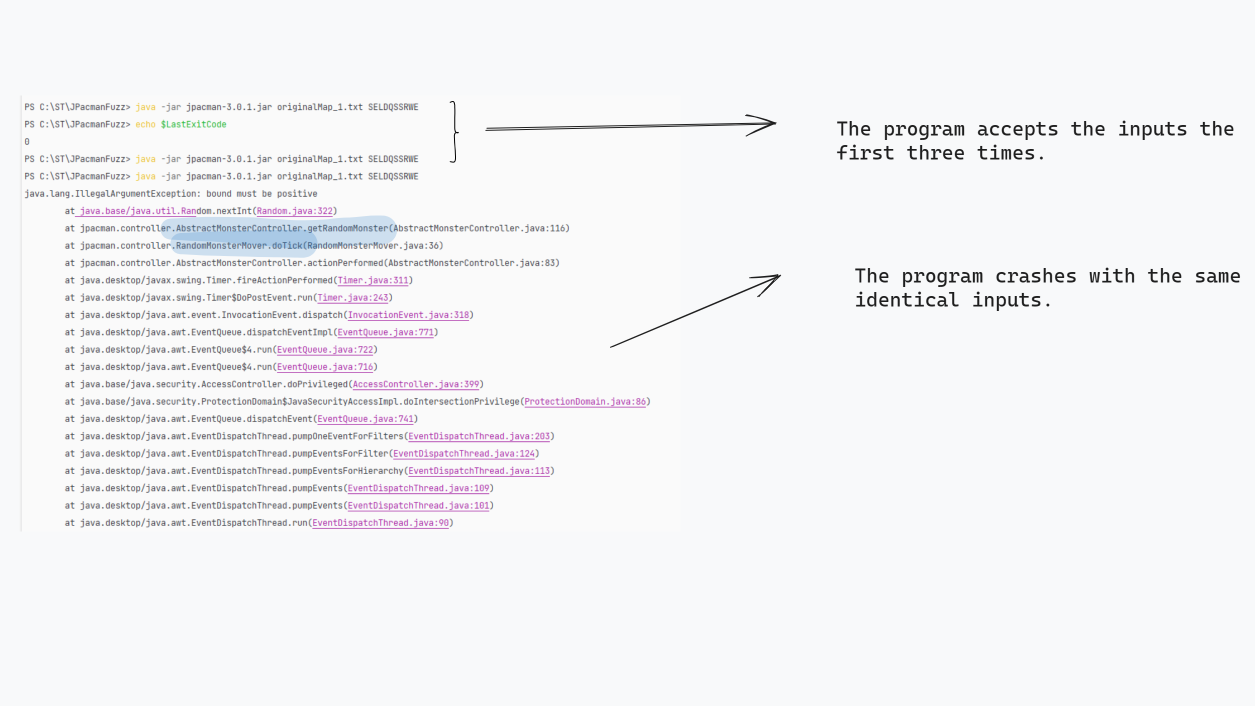 PS C:\ST\JPacmanFuzz> java -jar jpacman-3.0.1.jar originalMap_1.txt SELDQSSRWE
PS C:\ST\JPacmanFuzz> echo $LastExitCode
0
PS C:\ST\JPacmanFuzz> java -jar jpacman-3.0.1.jar originalMap_1.txt SELDQSSRWE
PS C:\ST\JPacmanFuzz> java -jar jpacman-3.0.1.jar originalMap_1.txt SELDQSSRWE
java.lang.IllegalArgumentException: bound must be positive
at java.base/java.util.Random.nextInt(Random.java:322)
at jpacman.controller.AbstractMonsterController.getRandomMonster(AbstractMonsterController.java:116)
at jpacman.controller.RandomMonsterMover.doTick(RandomMonsterMover.java:36)
at jpacman.controller.AbstractMonsterController.actionPerformed(AbstractMonsterController.java:83)
at java.desktop/javax.swing.Timer.fireActionPerformed(Timer.java:311)
at java.desktop/javax.swing.Timer$DoPostEvent.run(Timer.java:243)
at java.desktop/java.awt.event.InvocationEvent.dispatch(InvocationEvent.java:318)
at java.desktop/java.awt.EventQueue.dispatchEventImpl(EventQueue.java:771)
at java.desktop/java.awt.EventQueue$4.run(EventQueue.java:722)
at java.desktop/java.awt.EventQueue$4.run(EventQueue.java:716)
at java.base/java.security.AccessController.doPrivileged(AccessController.java:399)
at java.base/java.security.ProtectionDomain$JavaSecurityAccessImpl.doIntersectionPrivilege(ProtectionDomain.java:86)
at java.desktop/java.awt.EventQueue.dispatchEvent(EventQueue.java:741)
at java.desktop/java.awt.EventDispatchThread.pumpOneEventForFilters(EventDispatchThread.java:203)
at java.desktop/java.awt.EventDispatchThread.pumpEventsForFilter(EventDispatchThread.java:124)
at java.desktop/java.awt.EventDispatchThread.pumpEventsForHierarchy(EventDispatchThread.java:113)
at java.desktop/java.awt.EventDispatchThread.pumpEvents(EventDispatchThread.java:109)
at java.desktop/java.awt.EventDispatchThread.pumpEvents(EventDispatchThread.java:101)
at java.desktop/java.awt.EventDispatchThread.run(EventDispatchThread.java:90)
The program accepts the inputs the
first three times.
The program crashes with the same
identical inputs.